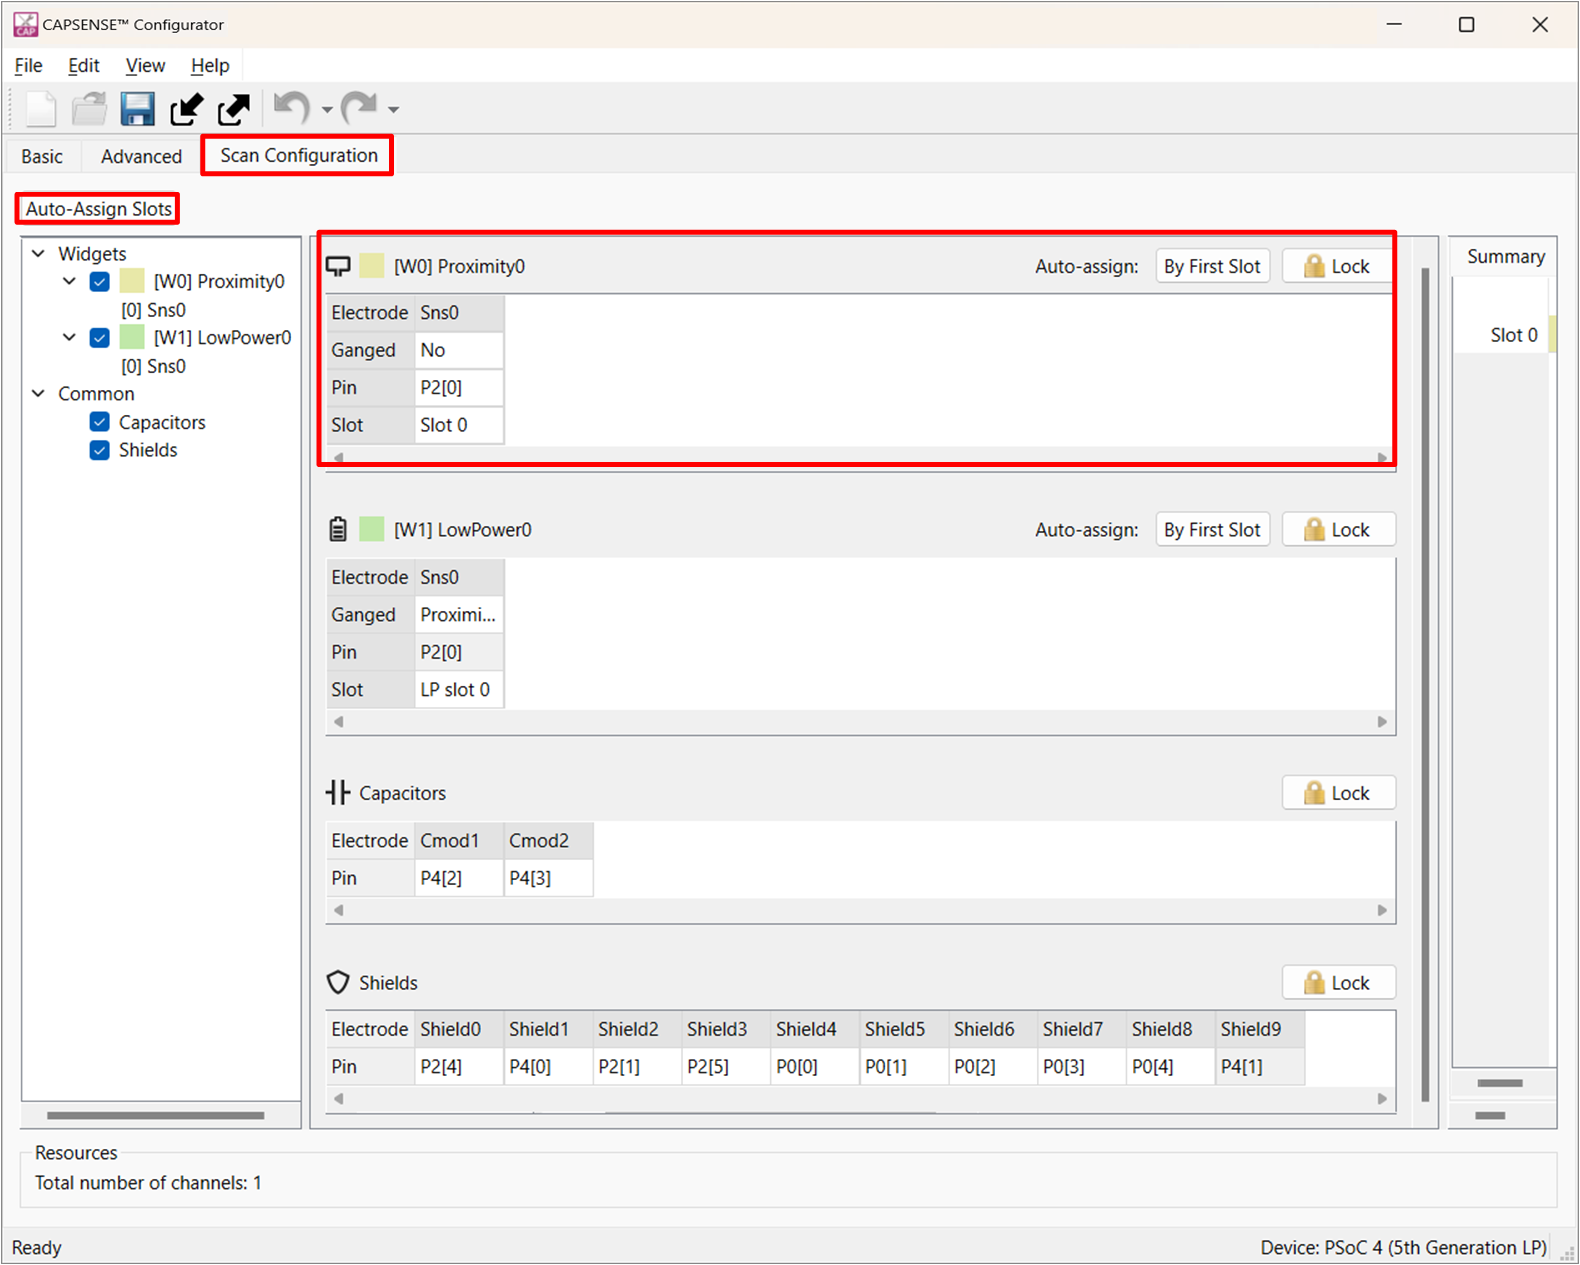 CAPSENSE™ Configurator
File Edit View Help
Basic Advanced Scan Configuration
Auto-Assign Slots
Widgets
[W0] Proximity0
[0] Sns0
[W1] LowPower0
[0] Sns0
Common
Capacitors
Shields
[W0] Proximity0 Auto-assign: By First Slot Lock
Electrode Sns0
Ganged No
Pin P2[0]
Slot Slot 0
[W1] LowPower0 Auto-assign: By First Slot Lock
Electrode Sns0
Ganged Proximi...
Pin P2[0]
Slot LP slot 0
Capacitors Lock
Electrode Cmod1 Cmod2
Pin P4[2] P4[3]
Shields Lock
Electrode Shield0 Shield1 Shield2 Shield3 Shield4 Shield5 Shield6 Shield7 Shield8 Shield9
Pin P2[4] P4[0] P2[1] P2[5] P0[0] P0[1] P0[2] P0[3] P0[4] P4[1]
Summary
Slot 0
Resources
Total number of channels: 1
Ready Device: PSoC 4 (5th Generation LP)